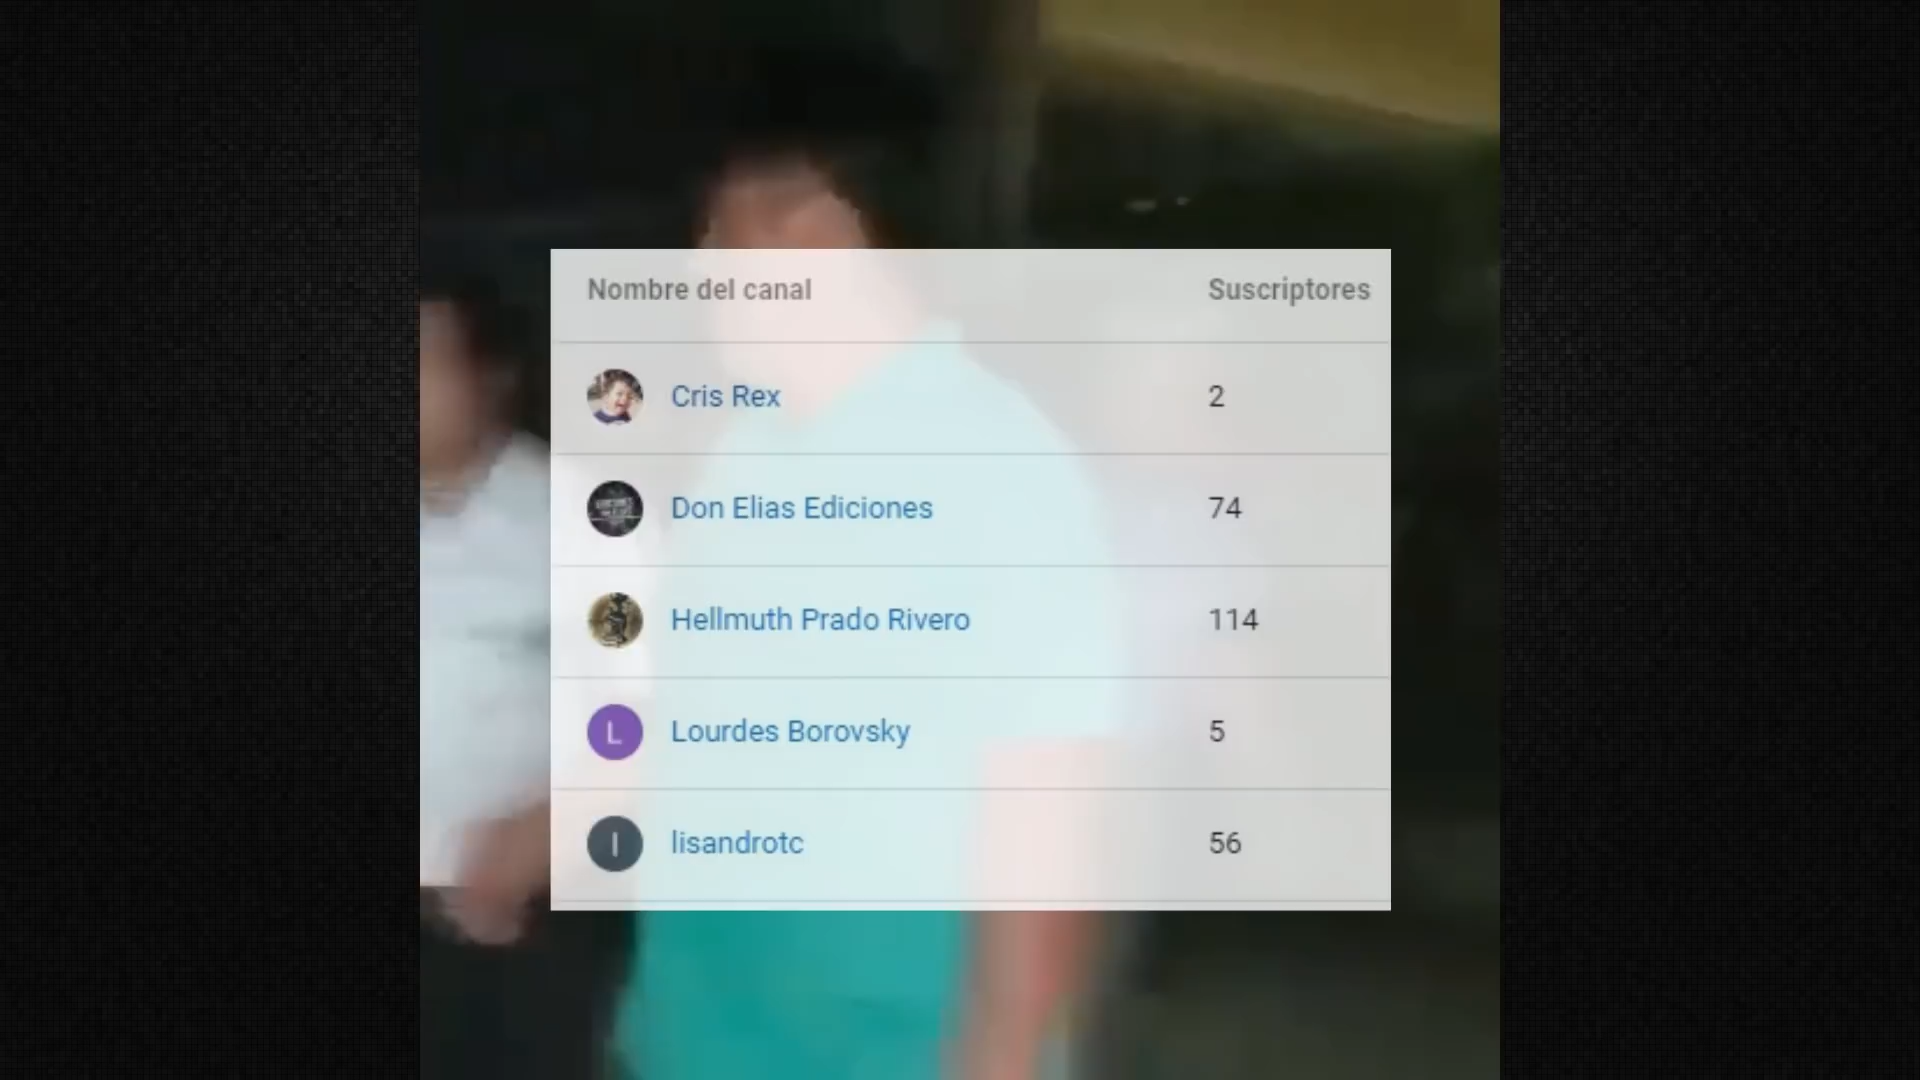 Nombre del canal Suscriptores
Cris Rex 2
Don Elias Ediciones 74
Hellmuth Prado Rivero 114
L Lourdes Borovsky 5
l lisandrotc 56